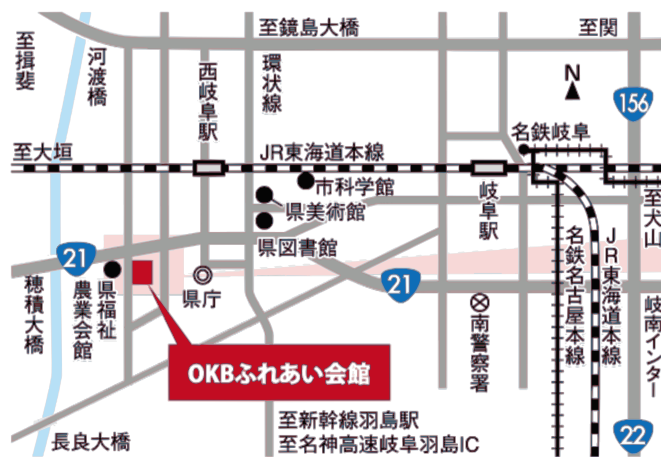 至鏡島大橋
至関
至揖斐
河渡橋
西岐阜駅
環状線
N
156
名鉄岐阜
至大垣
JR東海道本線
市科学館
県美術館
岐阜駅
至犬山
県図書館
21
県福祉
農業会館
穂積大橋
県庁
21
南警察署
名鉄名古屋本線
JR東海道本線
岐南インター
OKBふれあい会館
長良大橋
至新幹線羽島駅
至名神高速岐阜羽島IC
22